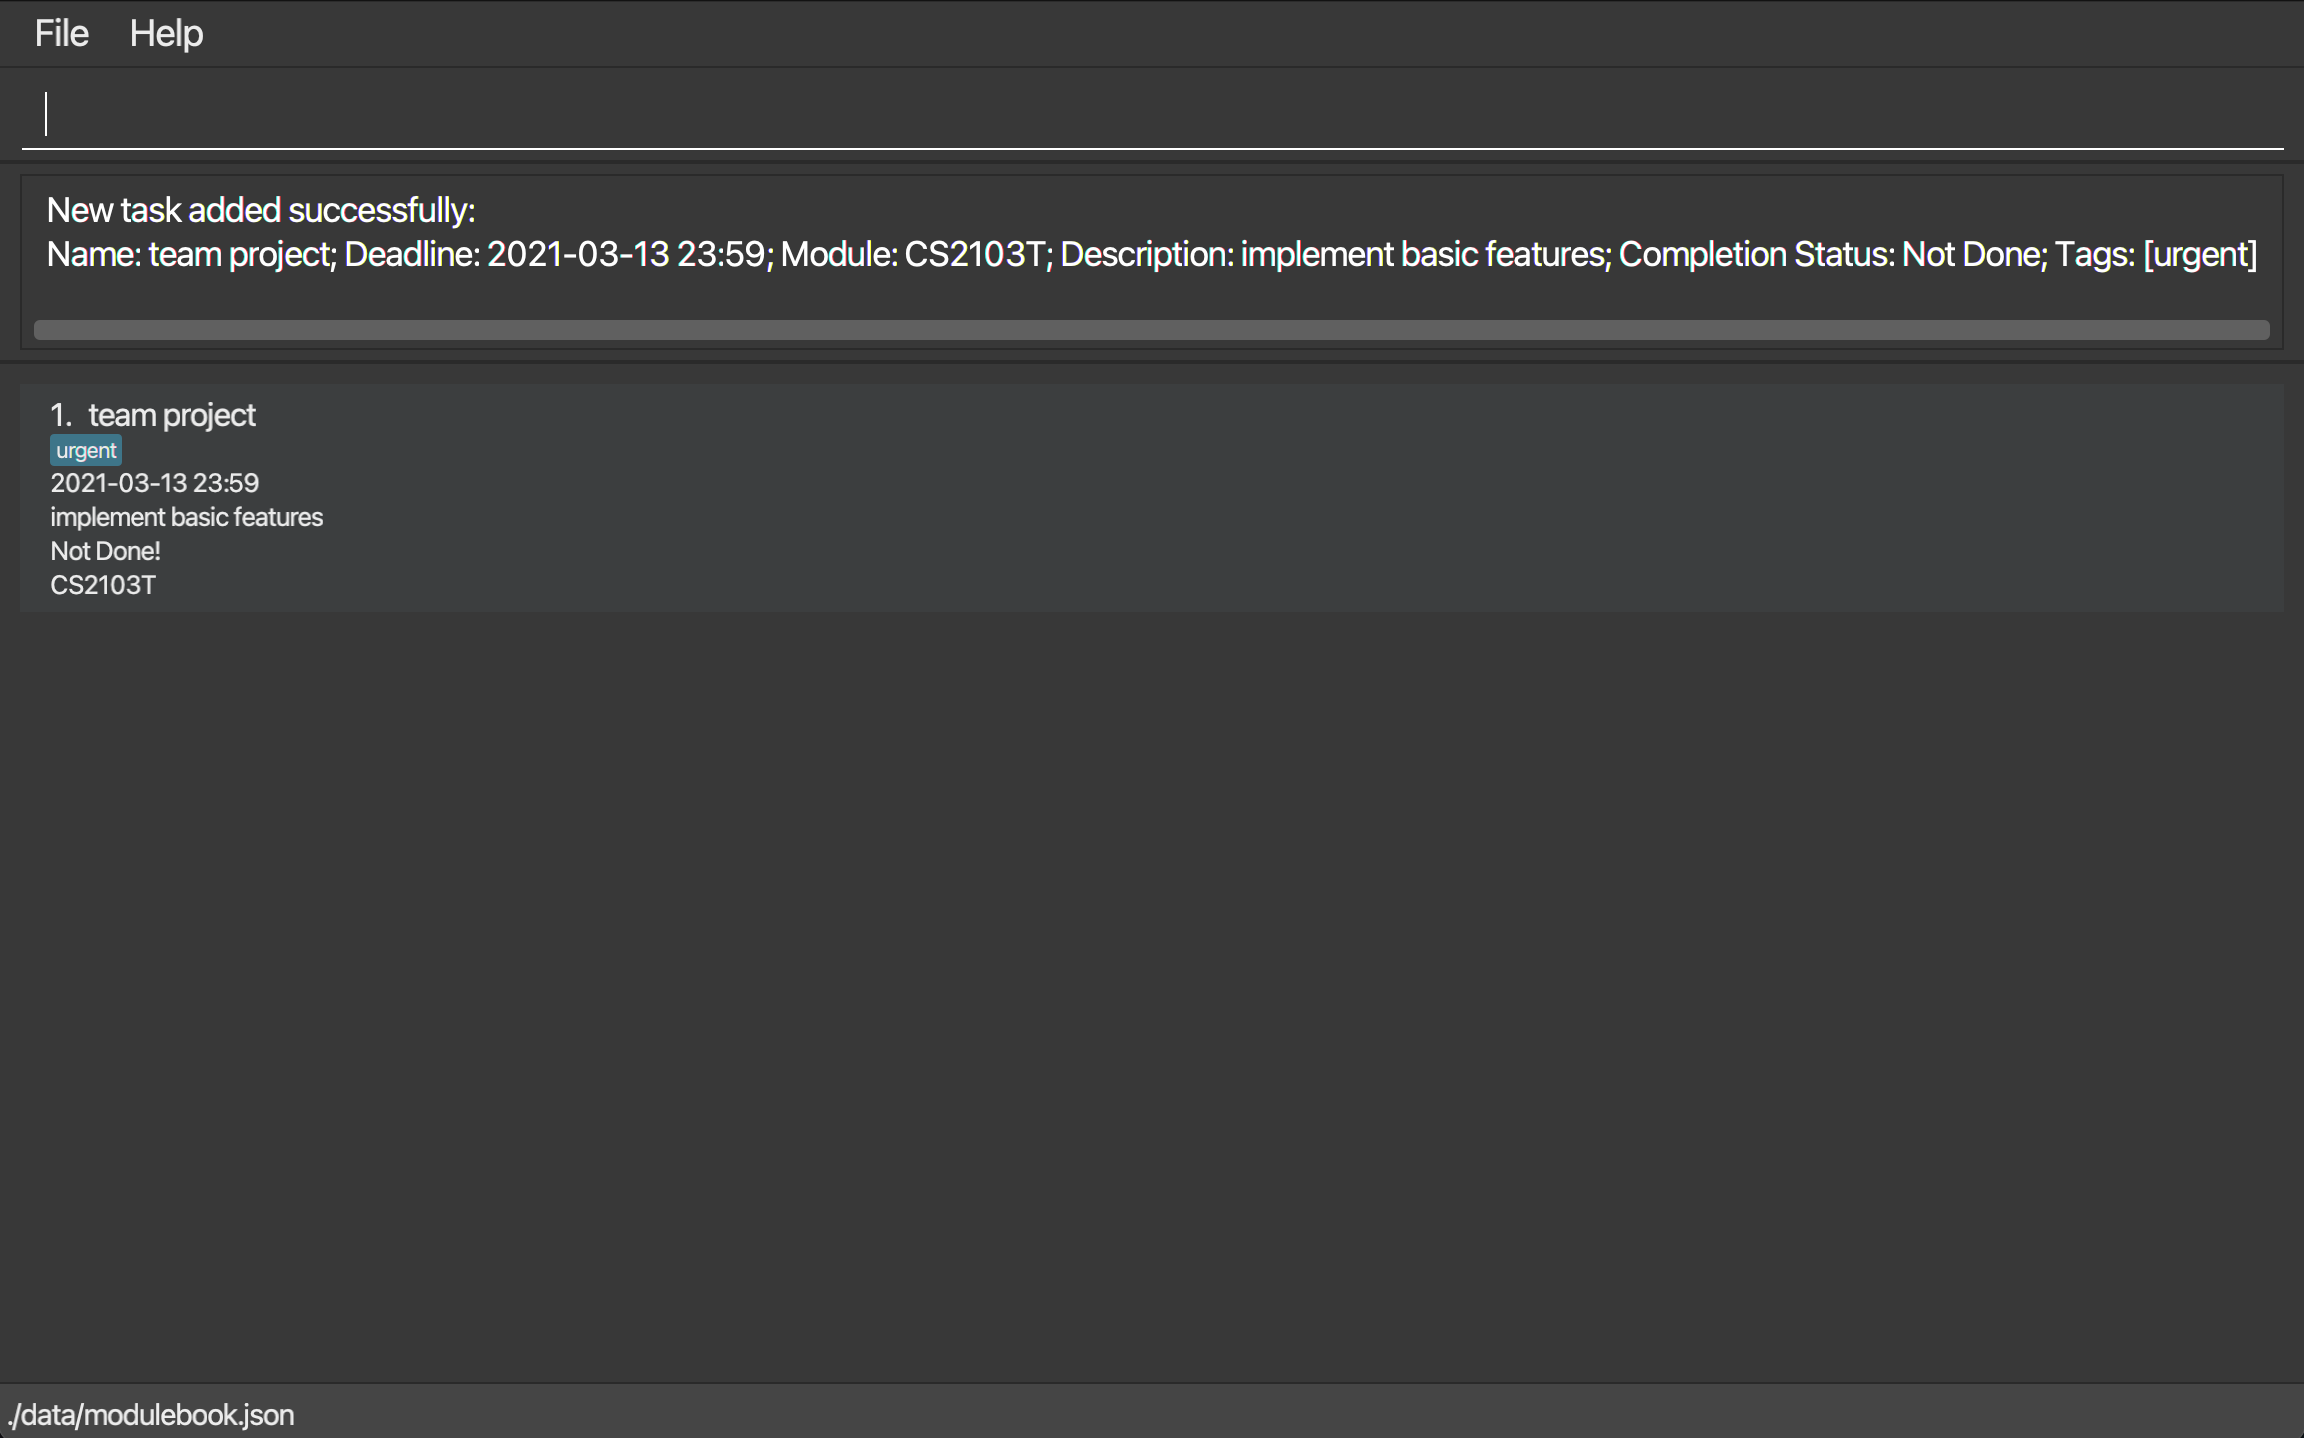 File Help
New task added successfully:
Name: team project; Deadline: 2021-03-13 23:59; Module: CS2103T; Description: implement basic features; Completion Status: Not Done; Tags: [urgent]
1. team project
urgent
2021-03-13 23:59
implement basic features
Not Done!
CS2103T
./data/modulebook.json